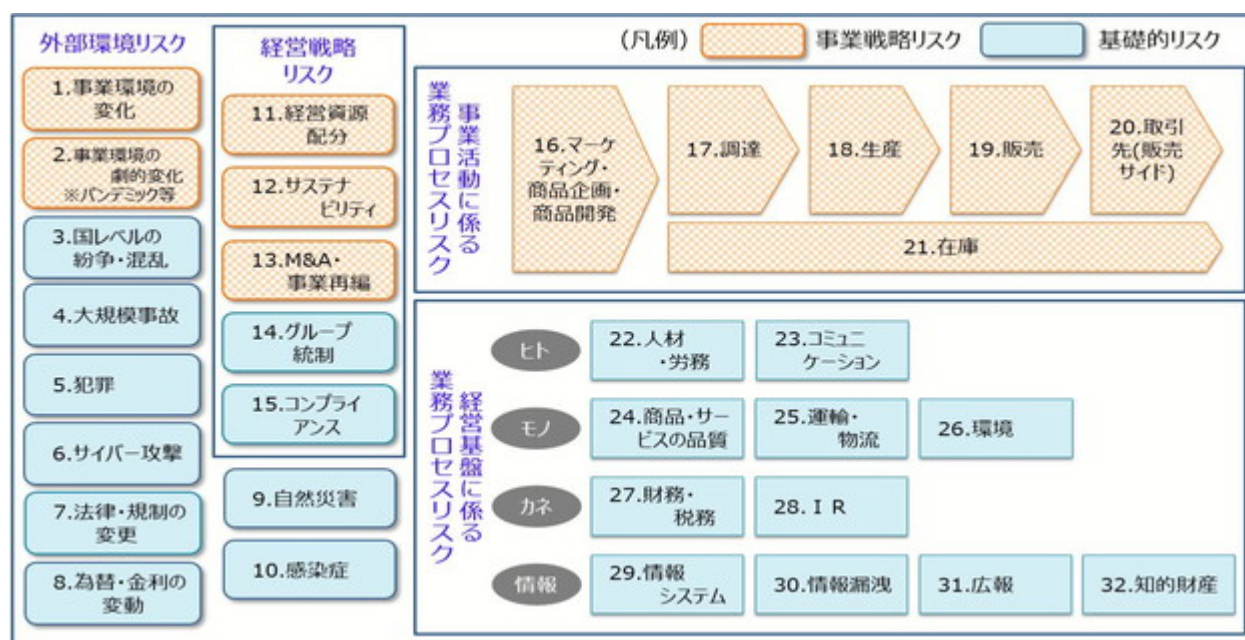 外部環境リスク
1.事業環境の
変化
2.事業環境の
劇的変化
※パンデミック等
3.国レベルの
紛争・混乱
4.大規模事故
5.犯罪
6.サイバー攻撃
7.法律・規制の
変更
8.為替・金利の
変動
経営戦略
リスク
11.経営資源
配分
12.サステナ
ビリティ
13.M&A・
事業再編
14.グループ
統制
15.コンプライ
アンス
9.自然災害
10.感染症
(凡例)
事業戦略リスク
基礎的リスク
事業活動に係る
業務プロセスリスク
16.マーケ
ティング・
商品企画・
商品開発
17.調達
18.生産
19.販売
20.取引
先(販売
サイド)
21.在庫
経営基盤に係る
業務プロセスリスク
ヒト
22.人材
・労務
23.コミュニ
ケーション
モノ
24.商品・サー
ビスの品質
25.運輸・
物流
26.環境
カネ
27.財務・
税務
28.ＩＲ
情報
29.情報
システム
30.情報漏洩
31.広報
32.知的財産